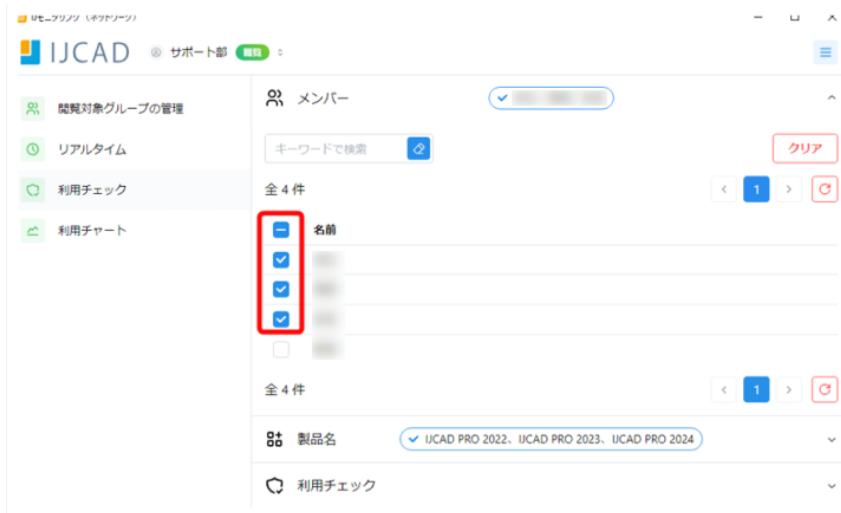 IJCAD サポート部 閲覧
メンバー
閲覧対象グループの管理
キーワードで検索 クリア
リアルタイム
利用チェック
全 4 件 < 1 >
利用チャート
名前
全 4 件 < 1 >
製品名 IJCAD PRO 2022、IJCAD PRO 2023、IJCAD PRO 2024
利用チェック